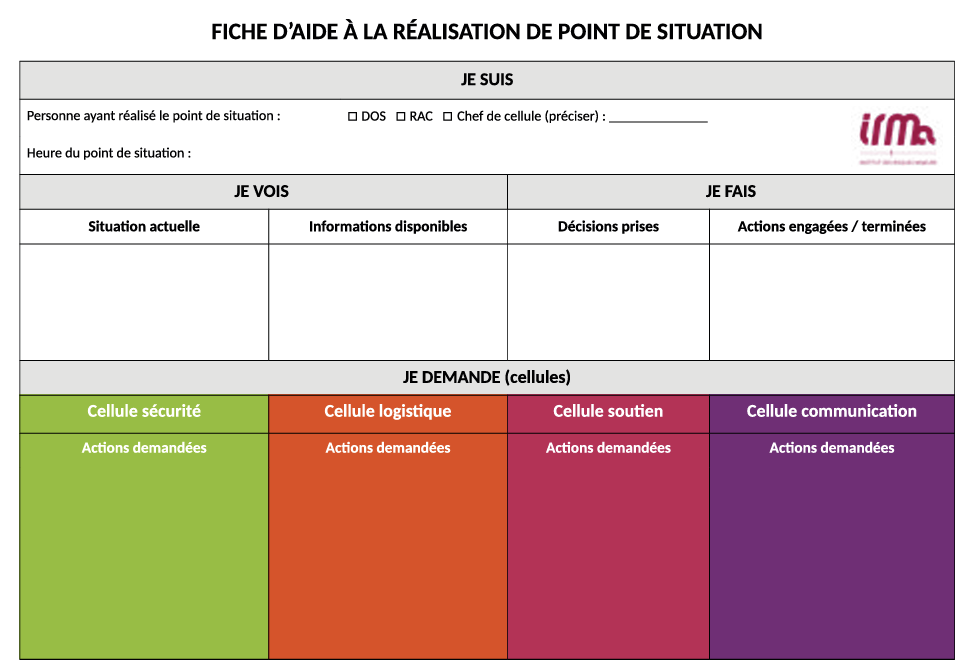 FICHE D’AIDE À LA RÉALISATION DE POINT DE SITUATION
JE SUIS
Personne ayant réalisé le point de situation : ☐ DOS ☐ RAC ☐ Chef de cellule (préciser) : ______________
Heure du point de situation :
irma
JE VOIS JE FAIS
Situation actuelle Informations disponibles Décisions prises Actions engagées / terminées
JE DEMANDE (cellules)
Cellule sécurité Cellule logistique Cellule soutien Cellule communication
Actions demandées Actions demandées Actions demandées Actions demandées